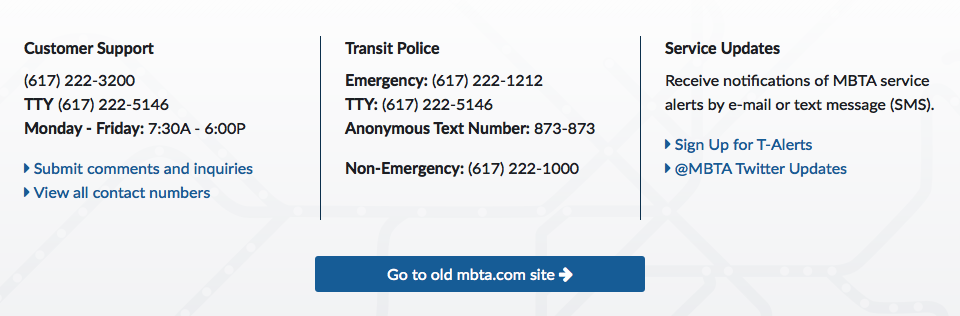 Customer Support
(617) 222-3200
TTY (617) 222-5146
Monday - Friday: 7:30A - 6:00P
Submit comments and inquiries
View all contact numbers
Transit Police
Emergency: (617) 222-1212
TTY: (617) 222-5146
Anonymous Text Number: 873-873
Non-Emergency: (617) 222-1000
Service Updates
Receive notifications of MBTA service
alerts by e-mail or text message (SMS).
Sign Up for T-Alerts
@MBTA Twitter Updates
Go to old mbta.com site